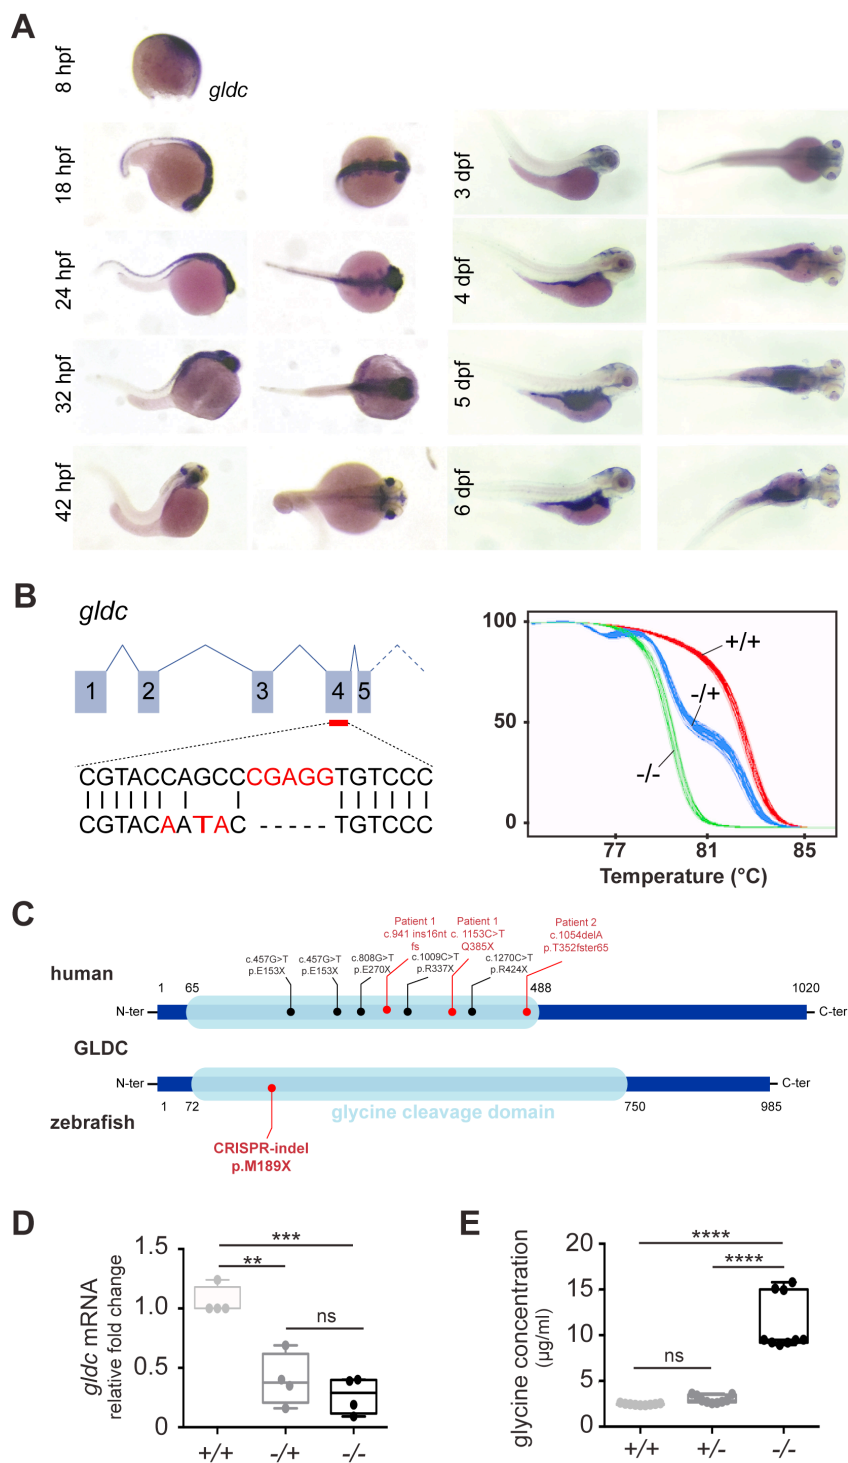 A
8 hpf
gldc
18 hpf
24 hpf
32 hpf
42 hpf
3 dpf
4 dpf
5 dpf
6 dpf
B
gldc
1 2 3 4 5
CGTACCAGCCCGAGGTGTCCC
CGTACAATAC - - - - - TGTCCC
100
50
0
+/+
-/+
-/-
77 81 85
Temperature (°C)
C
human
Patient 1
c.941 ins16nt
fs
Patient 1
c. 1153C>T
Q385X
Patient 2
c.1054delA
p.T352fster65
c.457G>T
p.E153X
c.457G>T
p.E153X
c.808G>T
p.E270X
c.1009C>T
p.R337X
c.1270C>T
p.R424X
1 65 488 1020
N-ter C-ter
GLDC
N-ter C-ter
1 72 750 985
glycine cleavage domain
zebrafish
CRISPR-indel
p.M189X
D
gldc mRNA
relative fold change
1.5
1.0
0.5
0
***
**
ns
+/+ -/+ -/-
E
glycine concentration
(µg/ml)
20
15
10
5
0
****
****
ns
+/+ +/- -/-